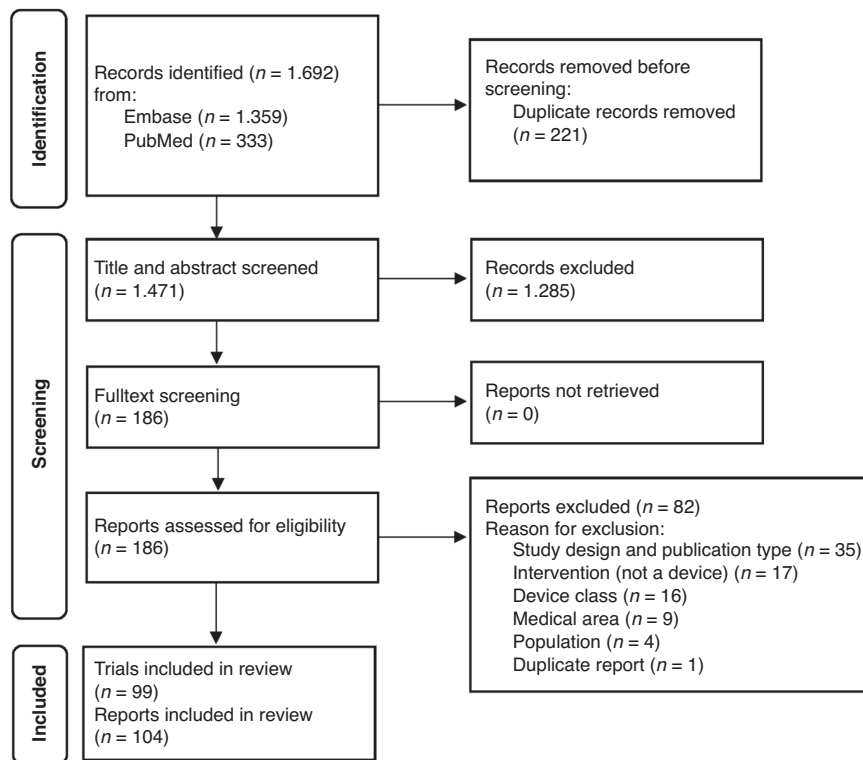 Identification
Records identified (n = 1.692)
from:
Embase (n = 1.359)
PubMed (n = 333)
Records removed before
screening:
Duplicate records removed
(n = 221)
Screening
Title and abstract screened
(n = 1.471)
Records excluded
(n = 1.285)
Fulltext screening
(n = 186)
Reports not retrieved
(n = 0)
Reports assessed for eligibility
(n = 186)
Reports excluded (n = 82)
Reason for exclusion:
Study design and publication type (n = 35)
Intervention (not a device) (n = 17)
Device class (n = 16)
Medical area (n = 9)
Population (n = 4)
Duplicate report (n = 1)
Included
Trials included in review
(n = 99)
Reports included in review
(n = 104)